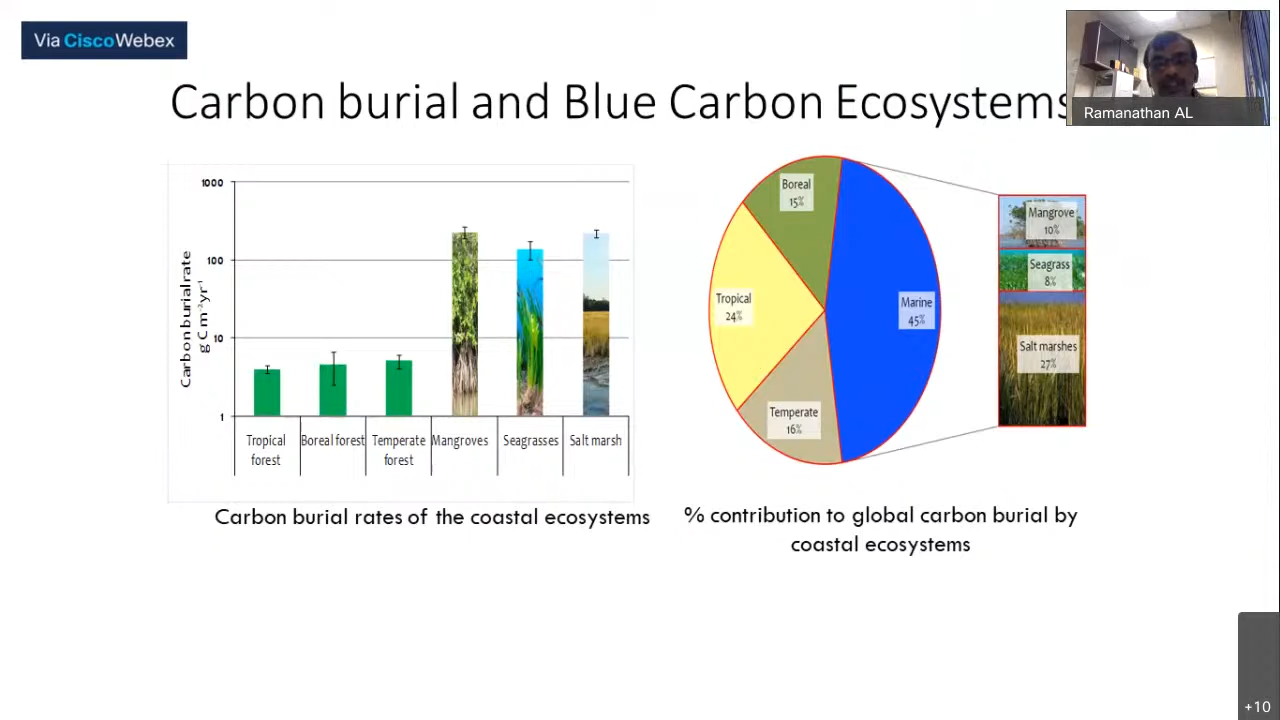 Via Cisco Webex
Ramanathan AL
Carbon burial and Blue Carbon Ecosystems
1000
100
10
1
Carbon burial rate
g C m⁻² yr⁻¹
Tropical
forest
Boreal forest
Temperate
forest
Mangroves
Seagrasses
Salt marsh
Carbon burial rates of the coastal ecosystems
Boreal
15%
Tropical
24%
Temperate
16%
Marine
45%
Mangrove
10%
Seagrass
8%
Salt marshes
27%
% contribution to global carbon burial by
coastal ecosystems
+10